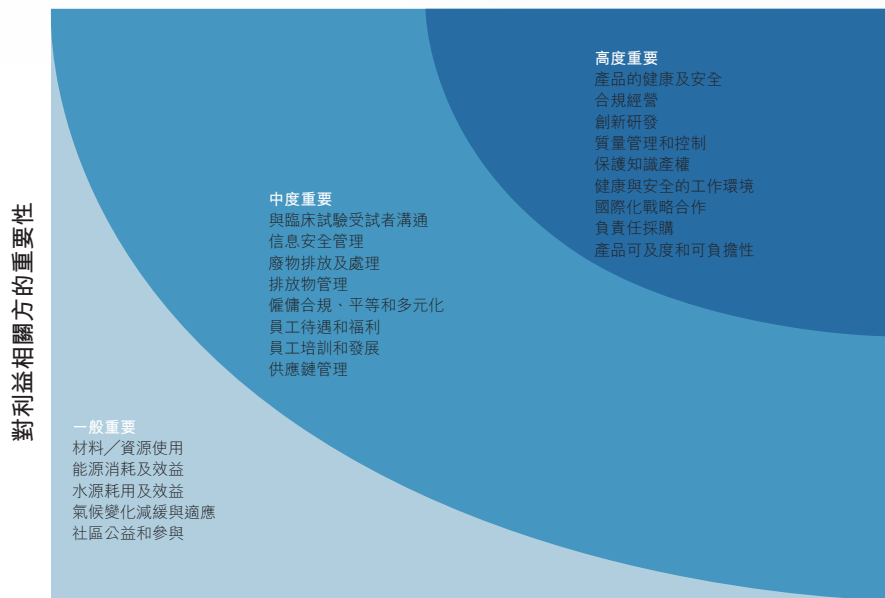 高度重要
產品的健康及安全
合規經營
創新研發
質量管理和控制
保護知識產權
健康與安全的工作環境
國際化戰略合作
負責任採購
產品可及度和可負擔性
中度重要
與臨床試驗受試者溝通
信息安全管理
廢物排放及處理
排放物管理
僱傭合規、平等和多元化
員工待遇和福利
員工培訓和發展
供應鏈管理
一般重要
材料╱資源使用
能源消耗及效益
水源耗用及效益
氣候變化減緩與適應
社區公益和參與
對利益相關方的重要性